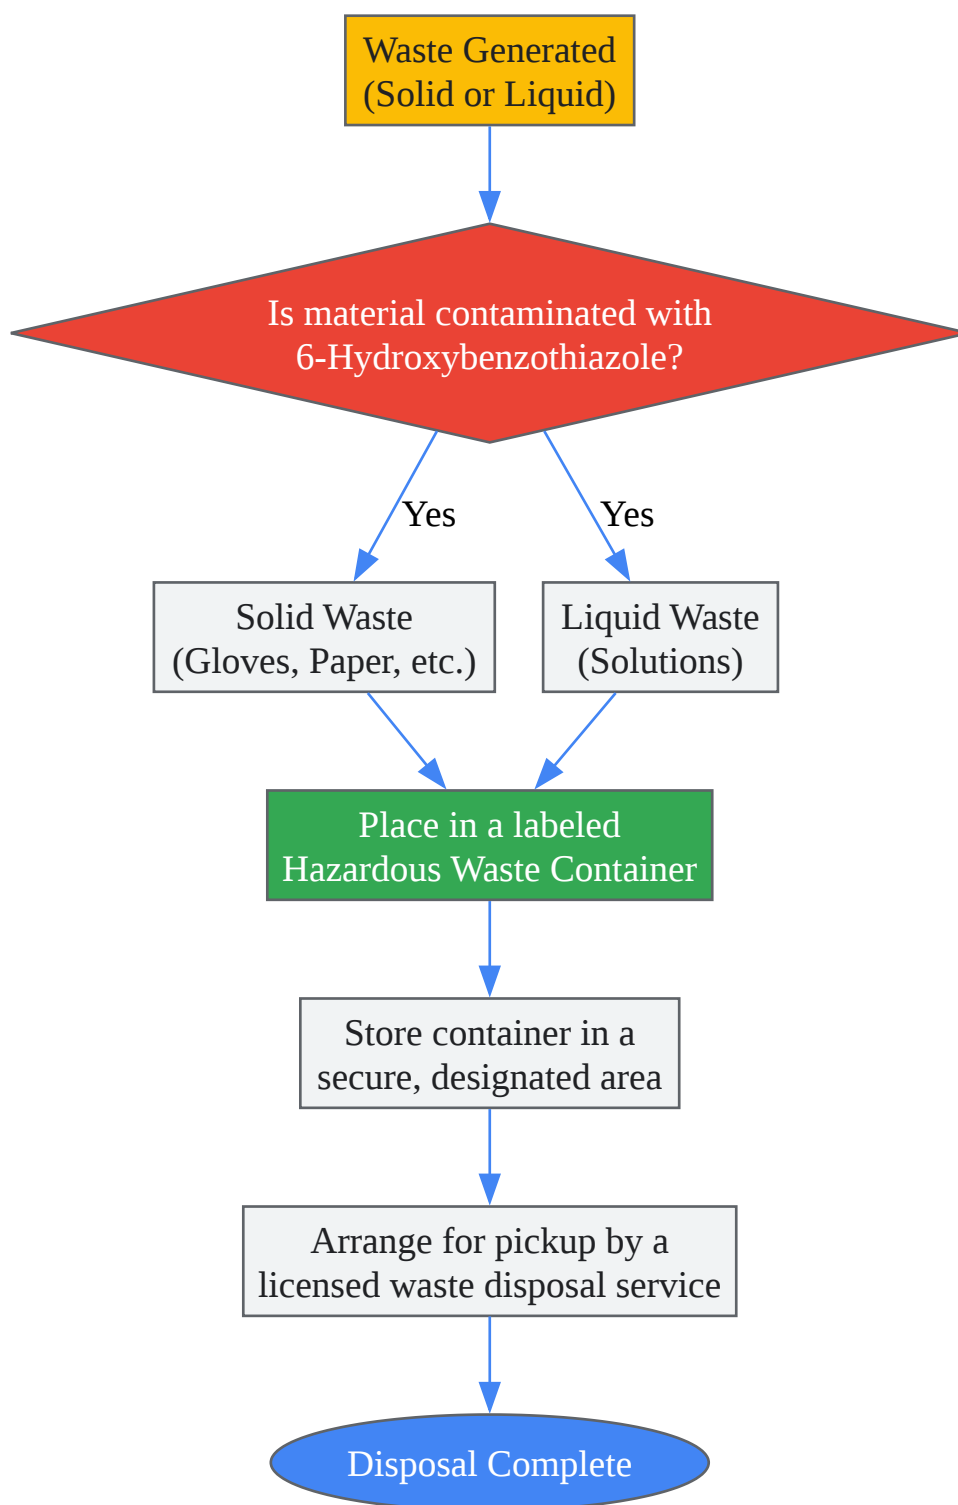 Waste Generated
(Solid or Liquid)
Is material contaminated with
6-Hydroxybenzothiazole?
Yes
Yes
Solid Waste
(Gloves, Paper, etc.)
Liquid Waste
(Solutions)
Place in a labeled
Hazardous Waste Container
Store container in a
secure, designated area
Arrange for pickup by a
licensed waste disposal service
Disposal Complete